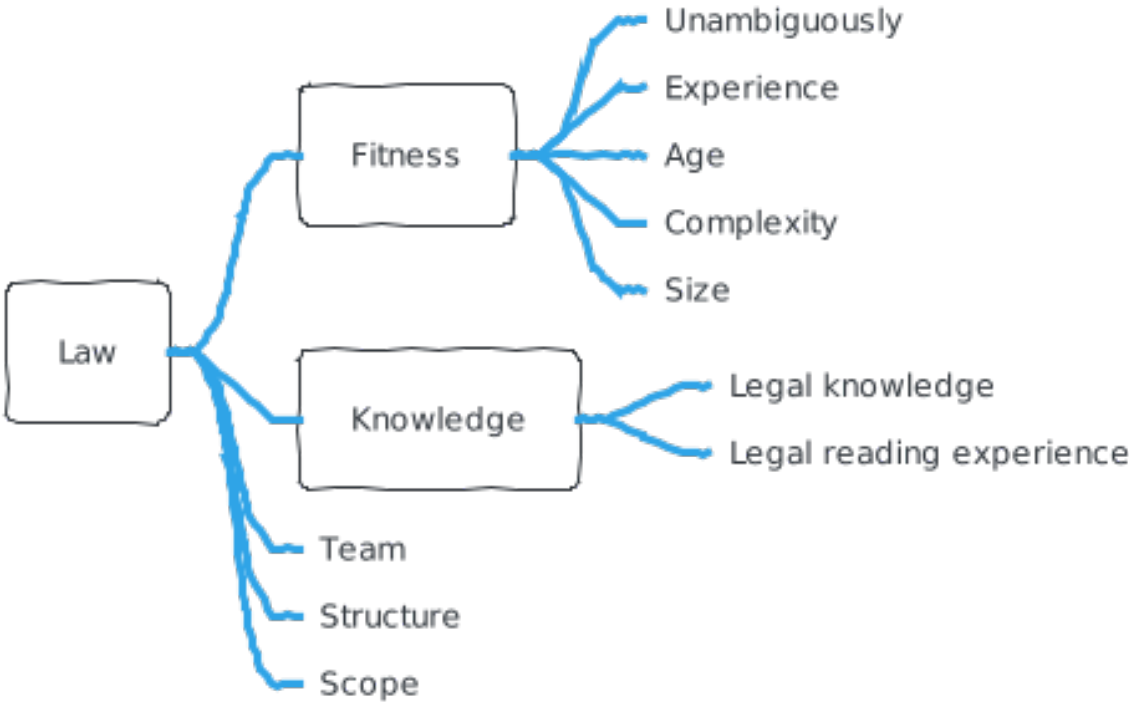 Law
Fitness
Unambiguously
Experience
Age
Complexity
Size
Knowledge
Legal knowledge
Legal reading experience
Team
Structure
Scope